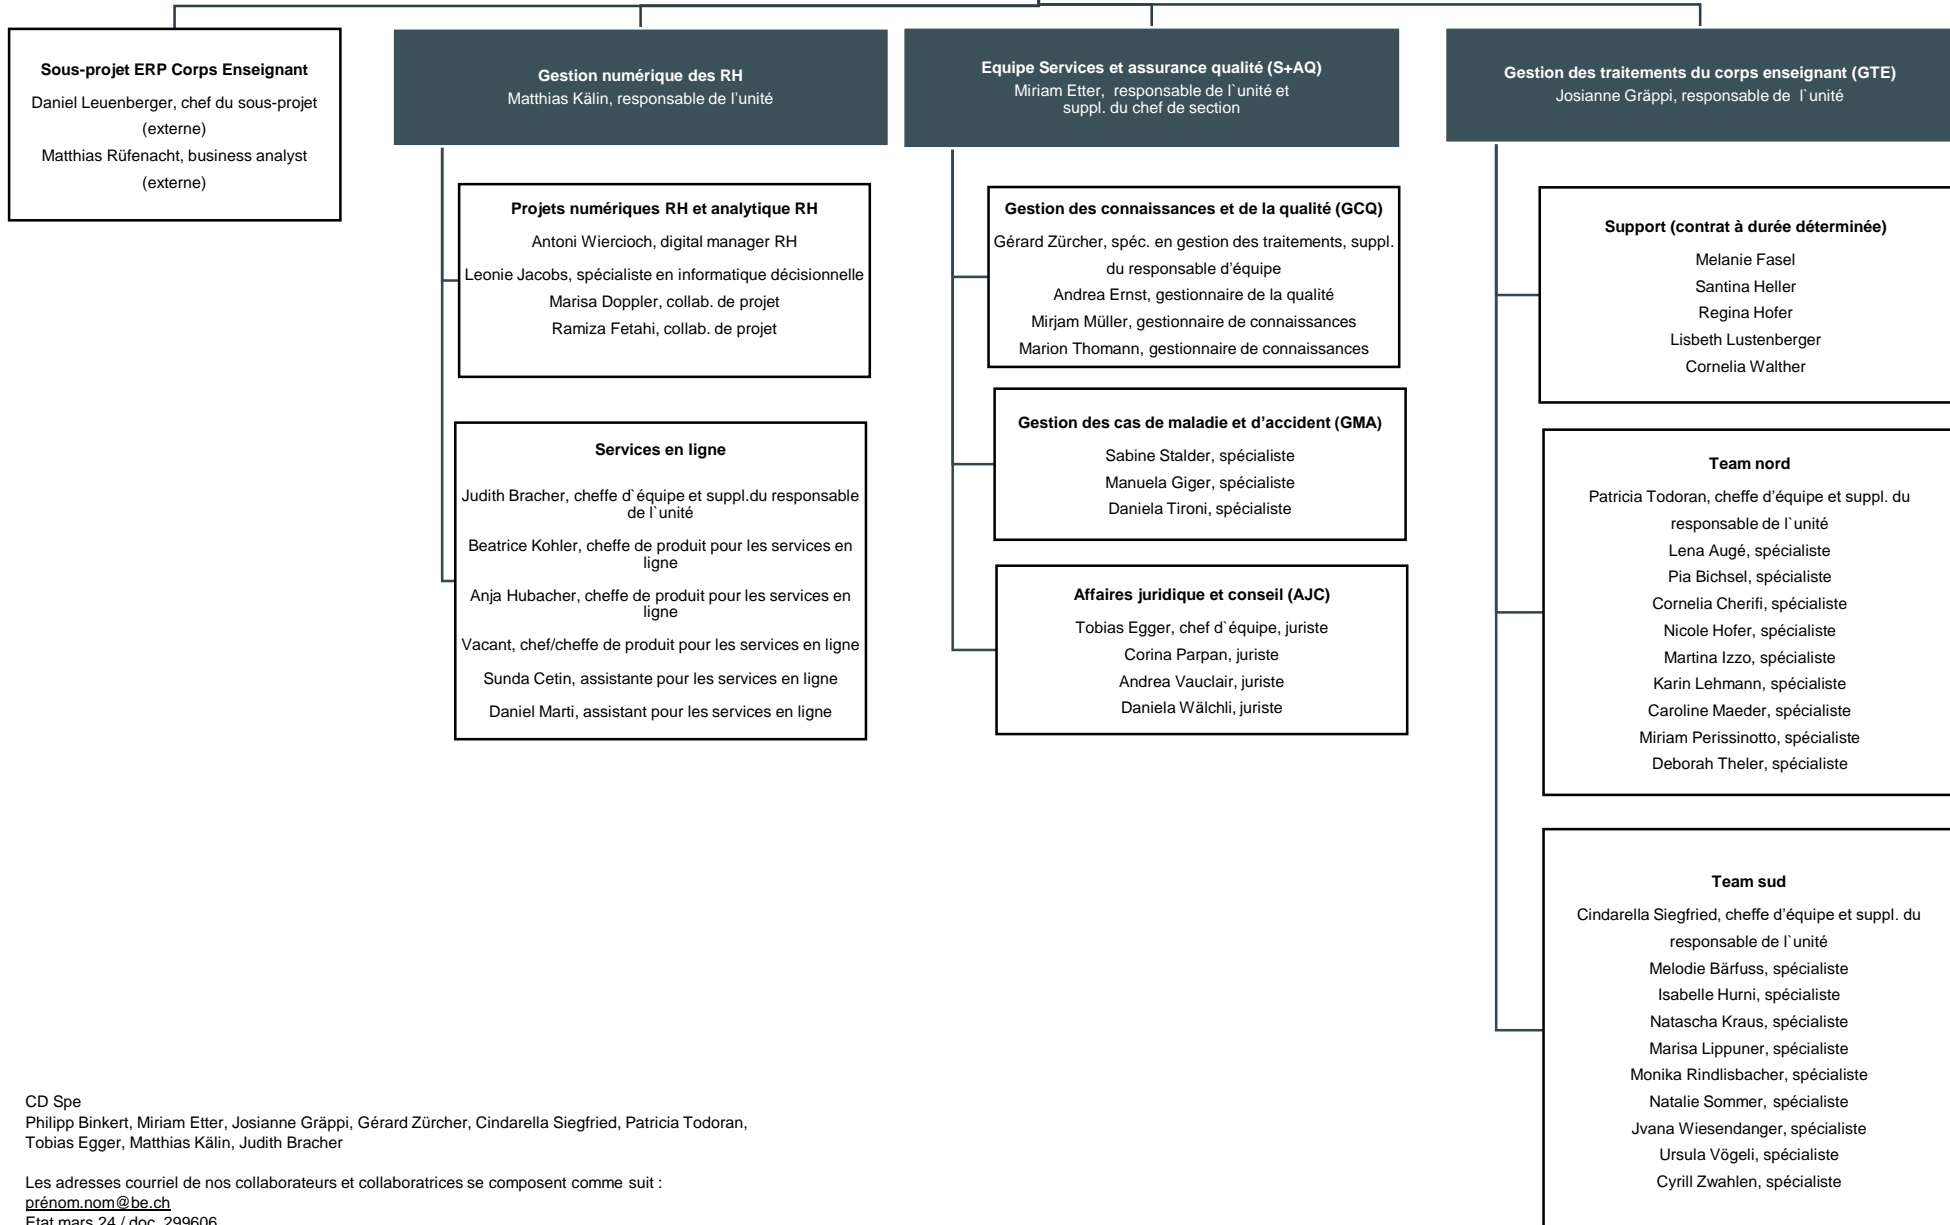 Sous-projet ERP Corps Enseignant
Daniel Leuenberger, chef du sous-projet
(externe)
Matthias Rüfenacht, business analyst
(externe)
Gestion numérique des RH
Matthias Kälin, responsable de l’unité
Projets numériques RH et analytique RH
Antoni Wiercioch, digital manager RH
Leonie Jacobs, spécialiste en informatique décisionnelle
Marisa Doppler, collab. de projet
Ramiza Fetahi, collab. de projet
Services en ligne
Judith Bracher, cheffe d`équipe et suppl.du responsable
de l`unité
Beatrice Kohler, cheffe de produit pour les services en
ligne
Anja Hubacher, cheffe de produit pour les services en
ligne
Vacant, chef/cheffe de produit pour les services en ligne
Sunda Cetin, assistante pour les services en ligne
Daniel Marti, assistant pour les services en ligne
Equipe Services et assurance qualité (S+AQ)
Miriam Etter, responsable de l`unité et
suppl. du chef de section
Gestion des connaissances et de la qualité (GCQ)
Gérard Zürcher, spéc. en gestion des traitements, suppl.
du responsable d’équipe
Andrea Ernst, gestionnaire de la qualité
Mirjam Müller, gestionnaire de connaissances
Marion Thomann, gestionnaire de connaissances
Gestion des cas de maladie et d’accident (GMA)
Sabine Stalder, spécialiste
Manuela Giger, spécialiste
Daniela Tironi, spécialiste
Affaires juridique et conseil (AJC)
Tobias Egger, chef d`équipe, juriste
Corina Parpan, juriste
Andrea Vauclair, juriste
Daniela Wälchli, juriste
Gestion des traitements du corps enseignant (GTE)
Josianne Gräppi, responsable de l`unité
Support (contrat à durée déterminée)
Melanie Fasel
Santina Heller
Regina Hofer
Lisbeth Lustenberger
Cornelia Walther
Team nord
Patricia Todoran, cheffe d’équipe et suppl. du
responsable de l`unité
Lena Augé, spécialiste
Pia Bichsel, spécialiste
Cornelia Cherifi, spécialiste
Nicole Hofer, spécialiste
Martina Izzo, spécialiste
Karin Lehmann, spécialiste
Caroline Maeder, spécialiste
Miriam Perissinotto, spécialiste
Deborah Theler, spécialiste
Team sud
Cindarella Siegfried, cheffe d’équipe et suppl. du
responsable de l`unité
Melodie Bärfuss, spécialiste
Isabelle Hurni, spécialiste
Natascha Kraus, spécialiste
Marisa Lippuner, spécialiste
Monika Rindlisbacher, spécialiste
Natalie Sommer, spécialiste
Jvana Wiesendanger, spécialiste
Ursula Vögeli, spécialiste
Cyrill Zwahlen, spécialiste
CD Spe
Philipp Binkert, Miriam Etter, Josianne Gräppi, Gérard Zürcher, Cindarella Siegfried, Patricia Todoran,
Tobias Egger, Matthias Kälin, Judith Bracher
Les adresses courriel de nos collaborateurs et collaboratrices se composent comme suit :
prénom.nom@be.ch
Etat mars 24 / doc. 299606